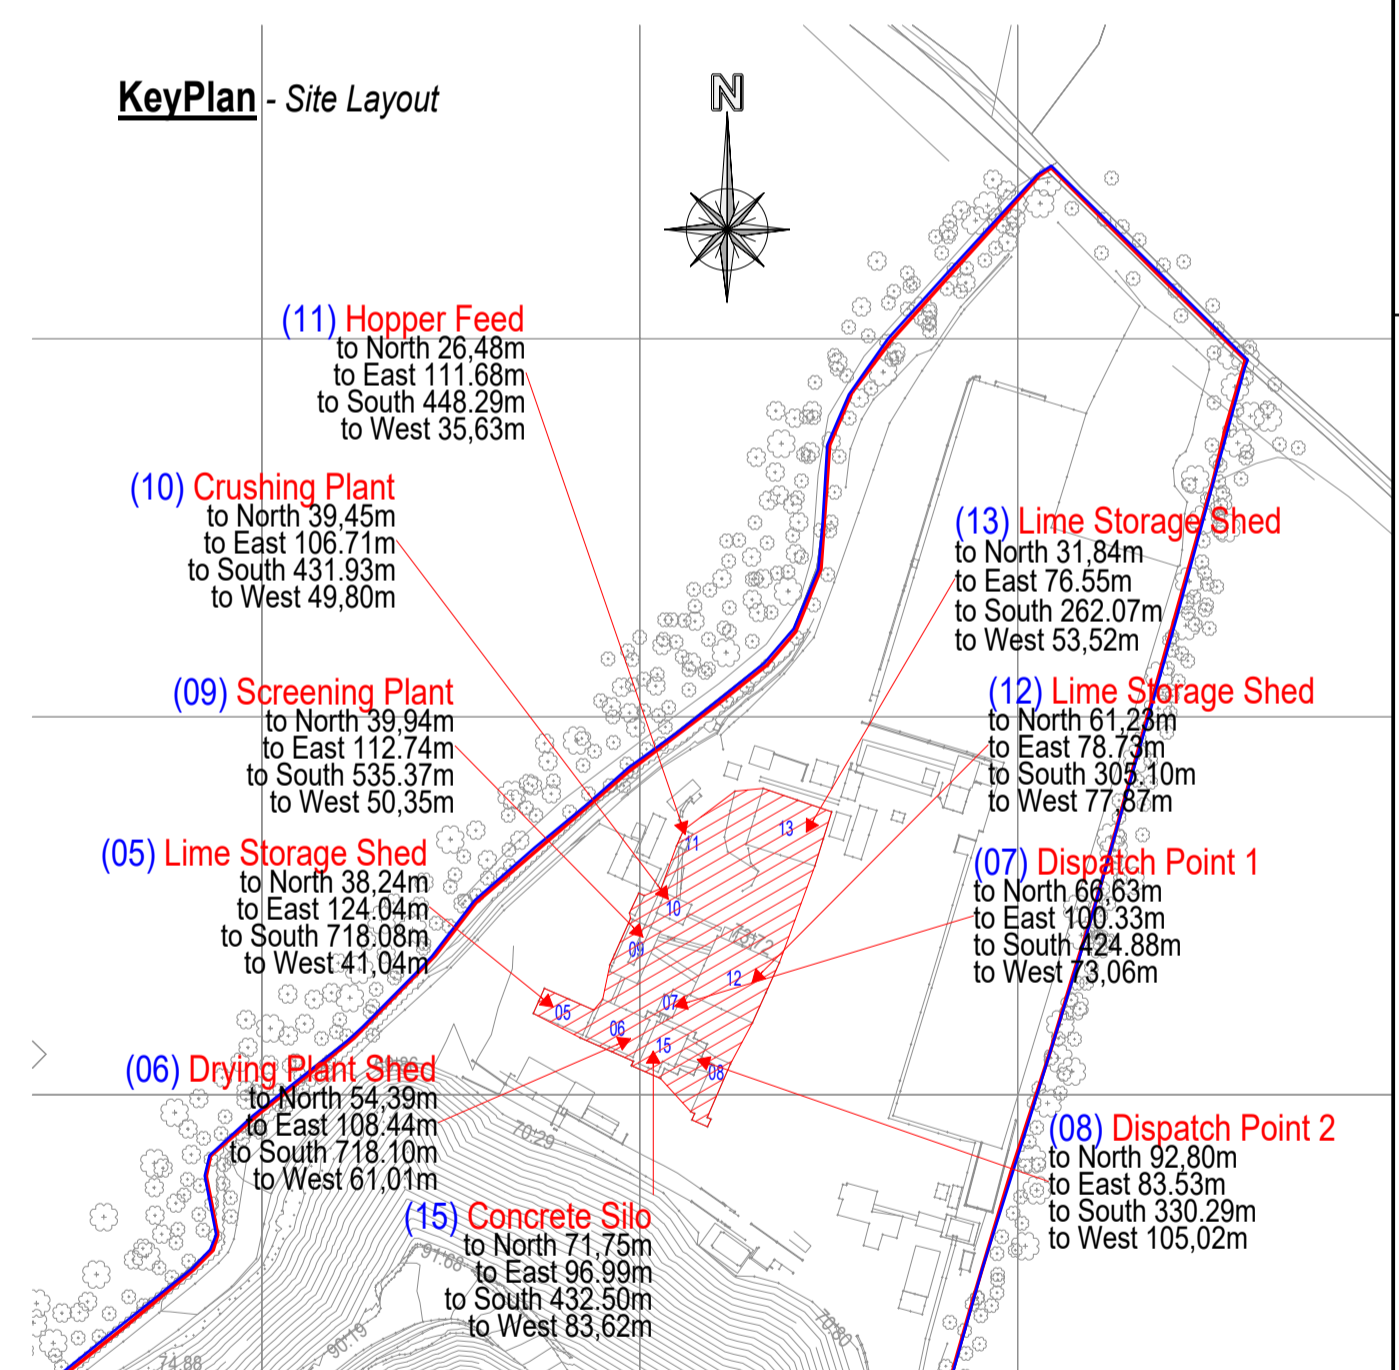 KeyPlan - Site Layout
N
(11) Hopper Feed
to North 26,48m
to East 111.68m
to South 448.29m
to West 35,63m
(10) Crushing Plant
to North 39,45m
to East 106.71m
to South 431.93m
to West 49,80m
(13) Lime Storage Shed
to North 31,84m
to East 76.55m
to South 262.07m
to West 53,52m
(09) Screening Plant
to North 39,94m
to East 112.74m
to South 535.37m
to West 50,35m
(12) Lime Storage Shed
to North 61,23m
to East 78.73m
to South 305.10m
to West 77,87m
(05) Lime Storage Shed
to North 38,24m
to East 124.04m
to South 718.08m
to West 41,04m
(07) Dispatch Point 1
to North 66,63m
to East 100.33m
to South 424.88m
to West 73,06m
13
11
10
09
73.72
12
07
05
06
15
08
(06) Drying Plant Shed
to North 54,39m
to East 108.44m
to South 718.10m
to West 61,01m
70.29
(08) Dispatch Point 2
to North 92,80m
to East 83.53m
to South 330.29m
to West 105,02m
(15) Concrete Silo
to North 71,75m
to East 96.99m
to South 432.50m
to West 83,62m
91.68
90.19
70.80
74.88